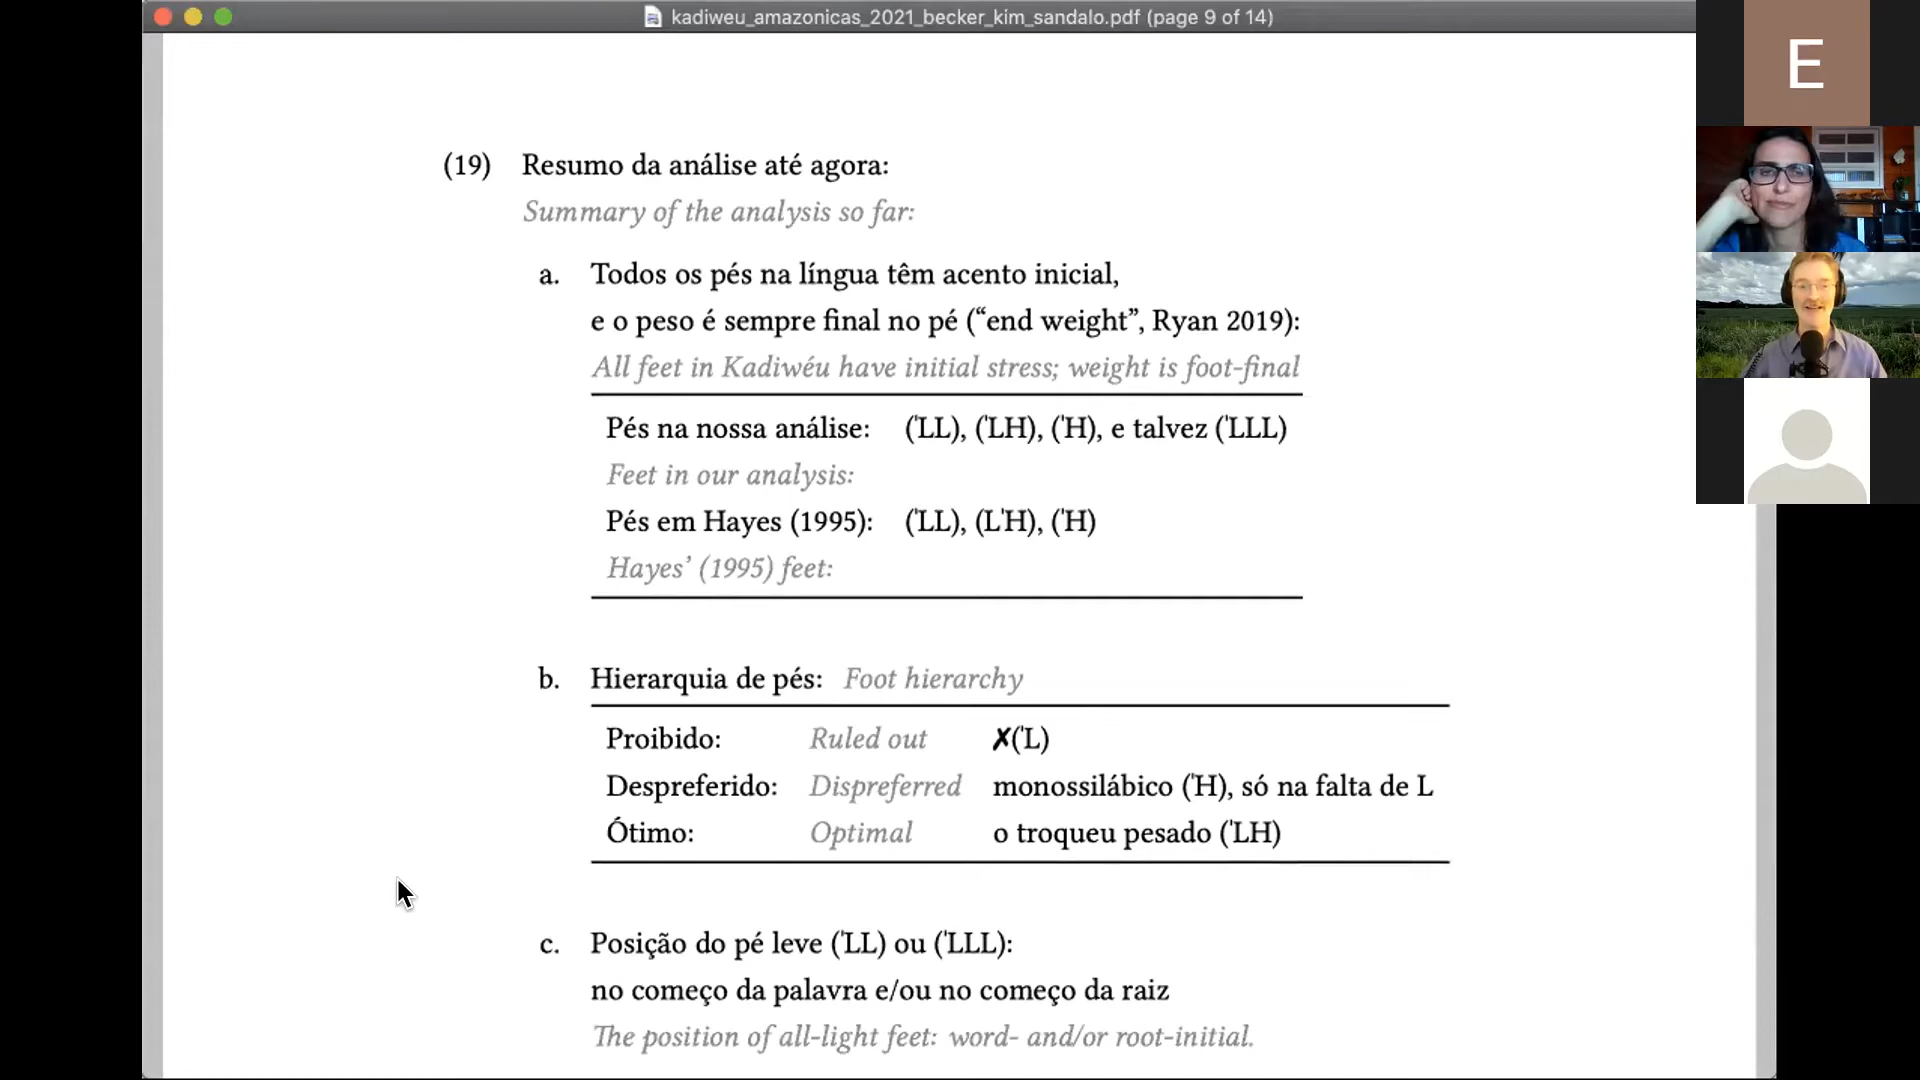 kadiweu_amazonicas_2021_becker_kim_sandalo.pdf (page 9 of 14)
E
(19) Resumo da análise até agora:
Summary of the analysis so far:
a. Todos os pés na língua têm acento inicial,
e o peso é sempre final no pé (“end weight”, Ryan 2019):
All feet in Kadiwéu have initial stress; weight is foot-final
Pés na nossa análise: (ˈLL), (ˈLH), (ˈH), e talvez (ˈLLL)
Feet in our analysis:
Pés em Hayes (1995): (ˈLL), (LˈH), (ˈH)
Hayes’ (1995) feet:
b. Hierarquia de pés: Foot hierarchy
Proibido: Ruled out ✗(ˈL)
Despreferido: Dispreferred monossilábico (ˈH), só na falta de L
Ótimo: Optimal o troqueu pesado (ˈLH)
c. Posição do pé leve (ˈLL) ou (ˈLLL):
no começo da palavra e/ou no começo da raiz
The position of all-light feet: word- and/or root-initial.